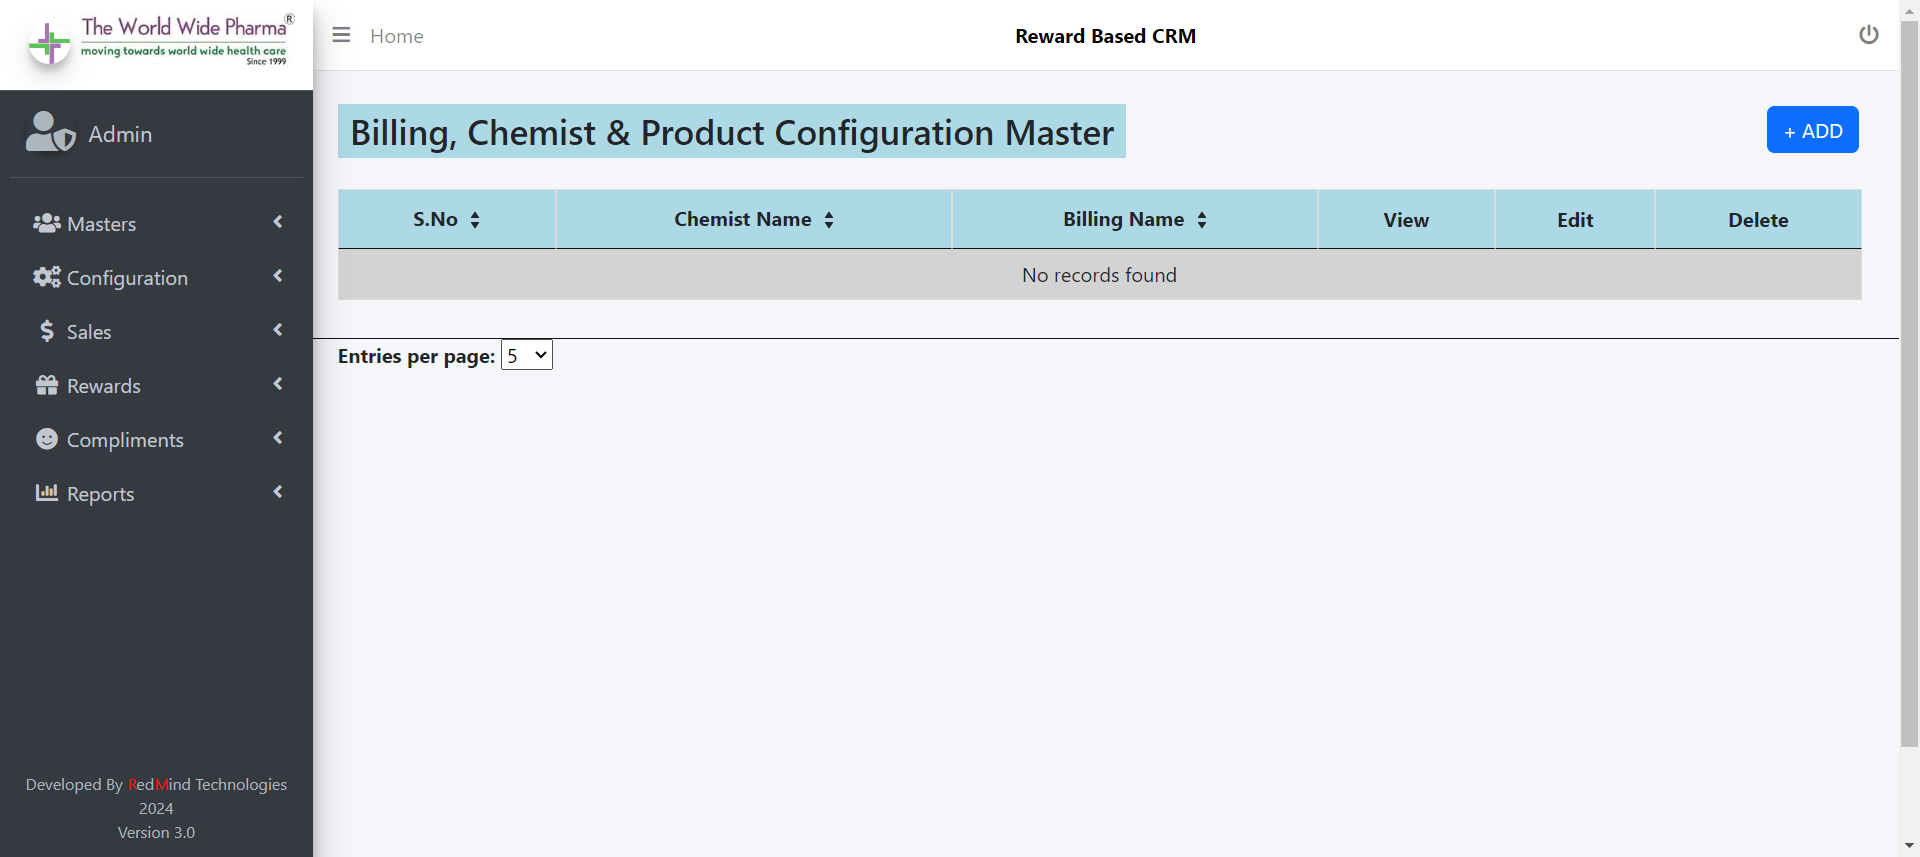 The World Wide Pharma®
moving towards world wide health care
Since 1999
Home
Reward Based CRM
Admin
Masters
Configuration
Sales
Rewards
Compliments
Reports
Developed By RedMind Technologies
2024
Version 3.0
Billing, Chemist & Product Configuration Master
+ ADD
S.No Chemist Name Billing Name View Edit Delete
No records found
Entries per page: 5